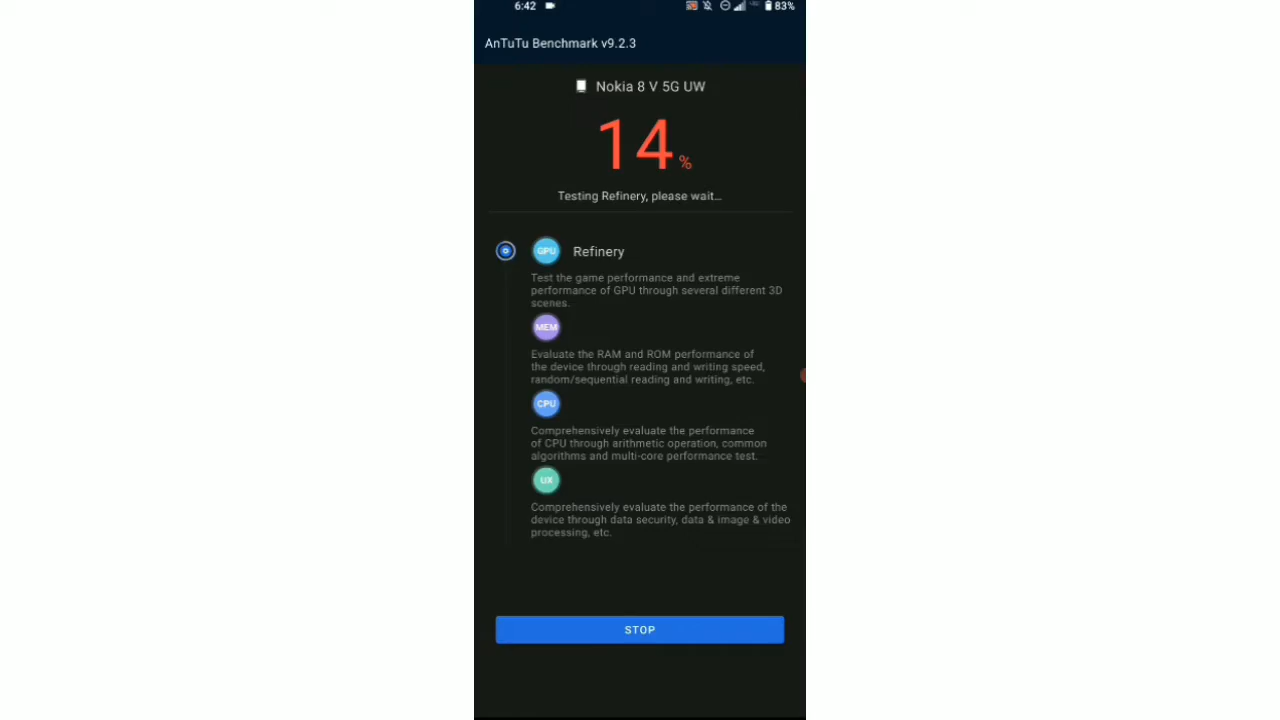 6:42
83%
AnTuTu Benchmark v9.2.3
Nokia 8 V 5G UW
14%
Testing Refinery, please wait...
GPU Refinery
Test the game performance and extreme
performance of GPU through several different 3D
scenes.
MEM
Evaluate the RAM and ROM performance of
the device through reading and writing speed,
random/sequential reading and writing, etc.
CPU
Comprehensively evaluate the performance
of CPU through arithmetic operation, common
algorithms and multi-core performance test.
UX
Comprehensively evaluate the performance of the
device through data security, data & image & video
processing, etc.
STOP